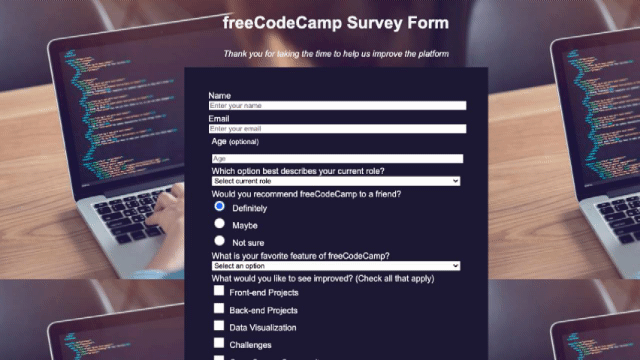 freeCodeCamp Survey Form
Thank you for taking the time to help us improve the platform
Name
Enter your name
Email
Enter your email
Age (optional)
Age
Which option best describes your current role?
Select current role
Would you recommend freeCodeCamp to a friend?
Definitely
Maybe
Not sure
What is your favorite feature of freeCodeCamp?
Select an option
What would you like to see improved? (Check all that apply)
Front-end Projects
Back-end Projects
Data Visualization
Challenges